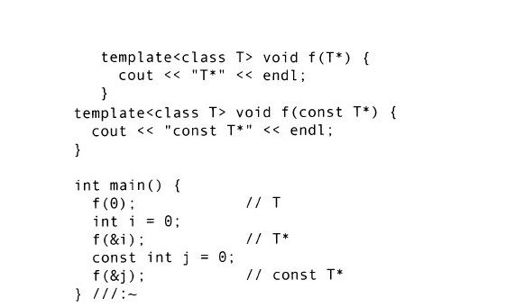 template<class T> void f(T*) {
cout << "T*" << endl;
}
template<class T> void f(const T*) {
cout << "const T*" << endl;
}
int main() {
f(0); // T
int i = 0;
f(&i); // T*
const int j = 0;
f(&j); // const T*
} ///:~